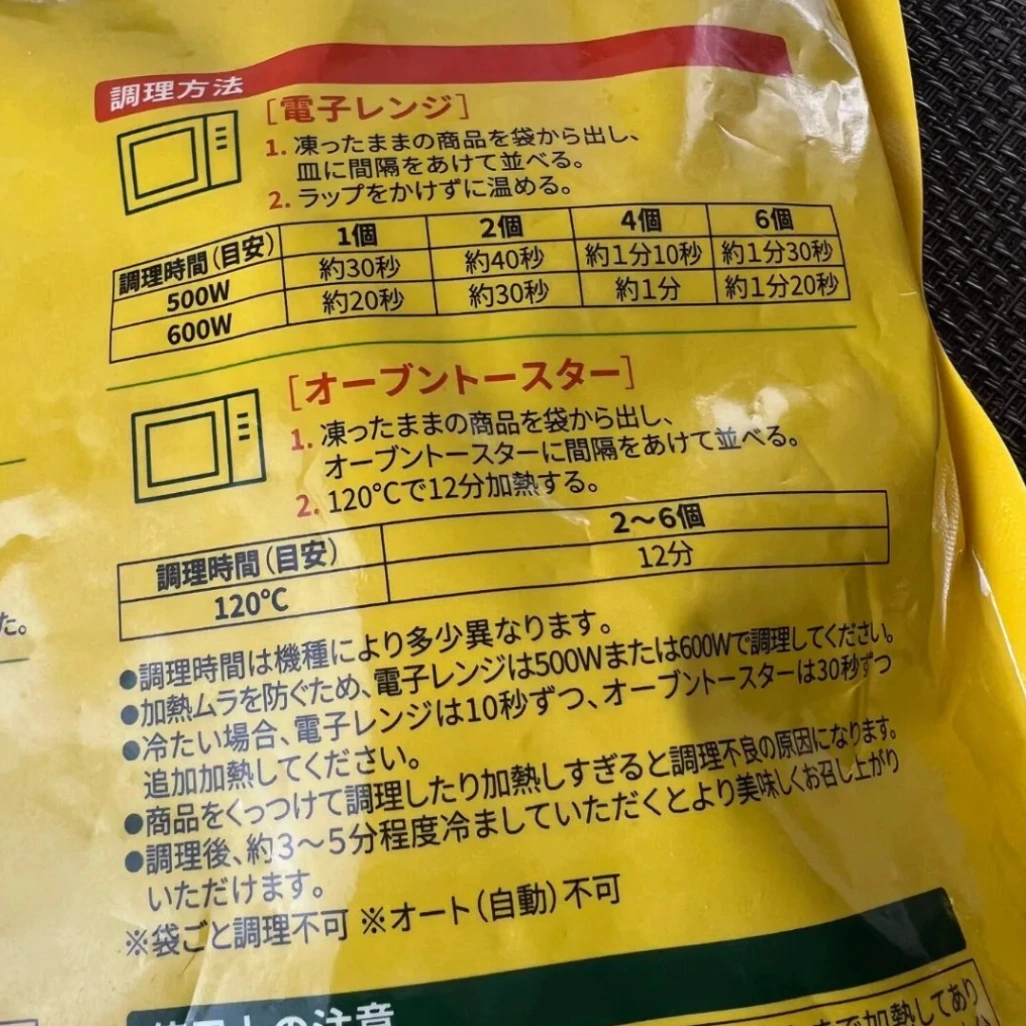 調理方法
[電子レンジ]
1. 凍ったままの商品を袋から出し、
皿に間隔をあけて並べる。
2. ラップをかけずに温める。
調理時間(目安) 1個 2個 4個 6個
500W 約30秒 約40秒 約1分10秒 約1分30秒
600W 約20秒 約30秒 約1分 約1分20秒
[オーブントースター]
1. 凍ったままの商品を袋から出し、
オーブントースターに間隔をあけて並べる。
2. 120℃で12分加熱する。
調理時間(目安) 2〜6個
120℃ 12分
た。
●調理時間は機種により多少異なります。
●加熱ムラを防ぐため、電子レンジは500Wまたは600Wで調理してください。
●冷たい場合、電子レンジは10秒ずつ、オーブントースターは30秒ずつ
追加加熱してください。
●商品をくっつけて調理したり加熱しすぎると調理不良の原因になります。
●調理後、約3〜5分程度冷ましていただくとより美味しくお召し上がり
いただけます。
※袋ごと調理不可 ※オート(自動)不可
の注意
で加熱してあり